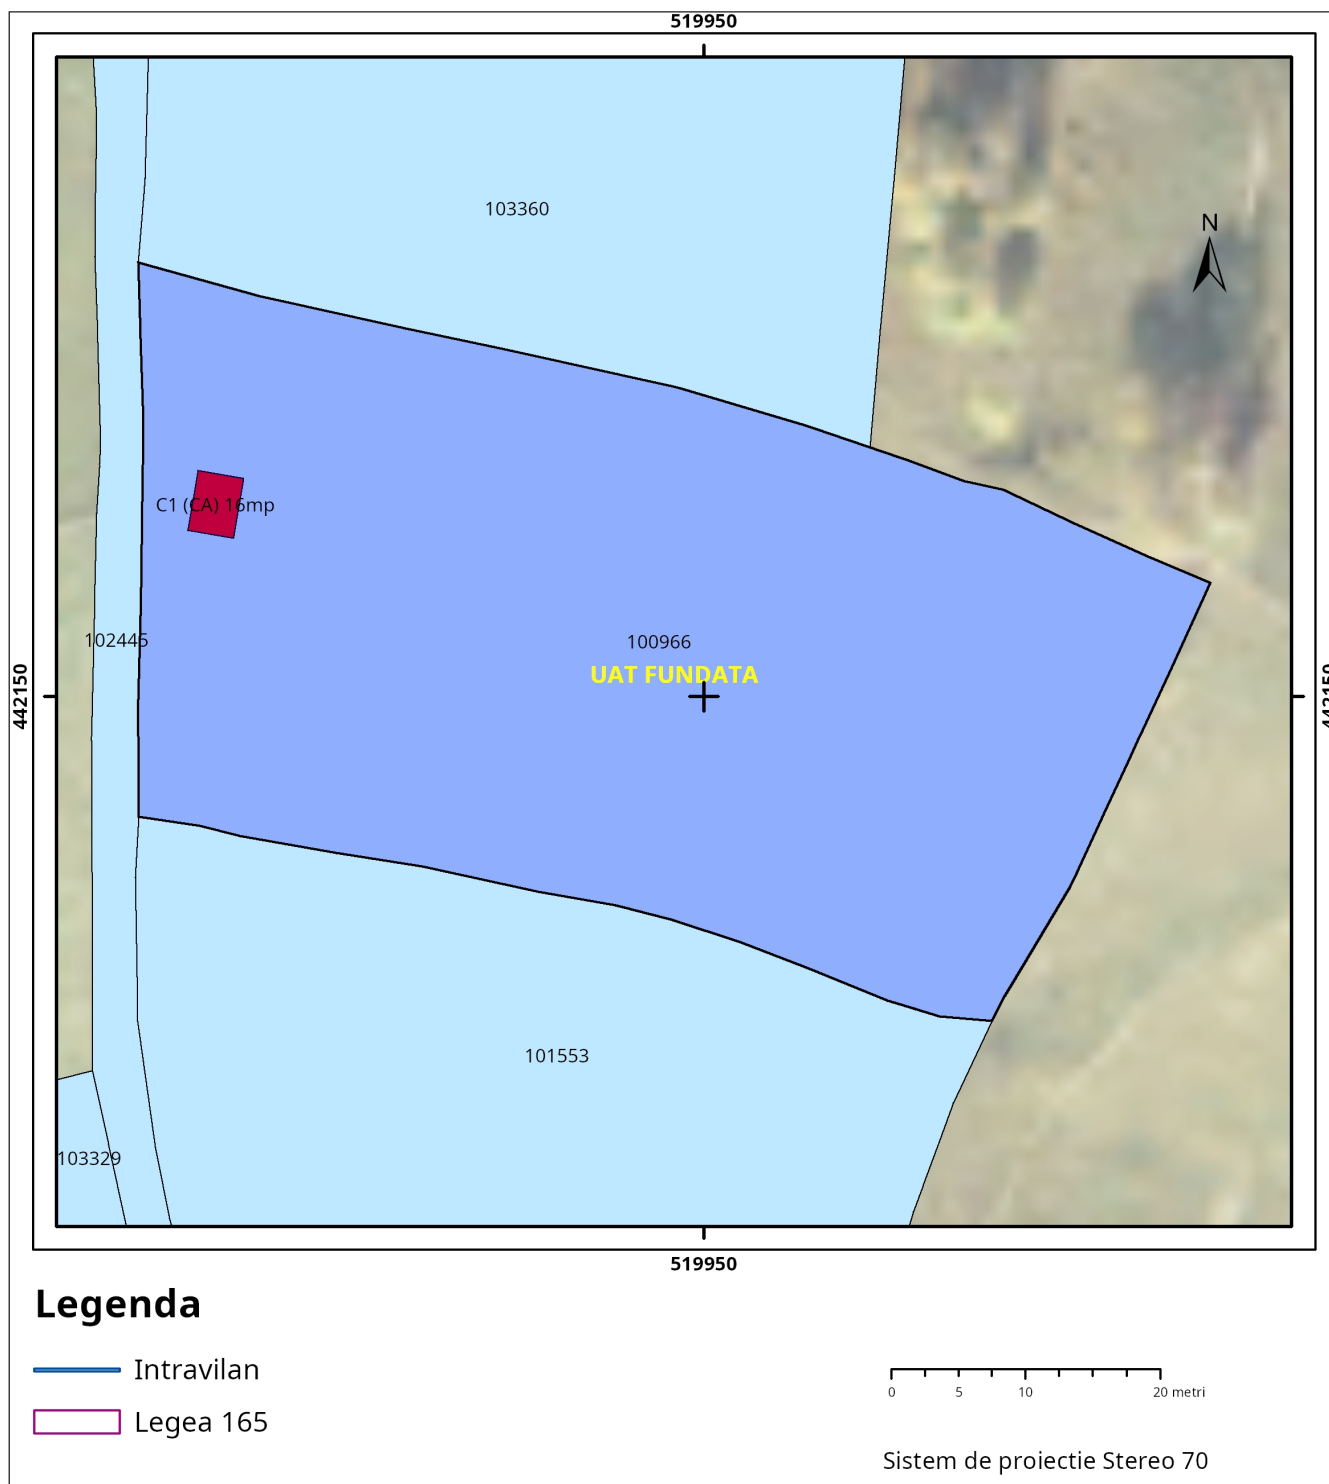 519950
103360
N
C1 (CA) 16mp
102445
100966
UAT FUNDATA
442150
442150
101553
103329
519950
Legenda
Intravilan
Legea 165
0 5 10 20 metri
Sistem de proiectie Stereo 70